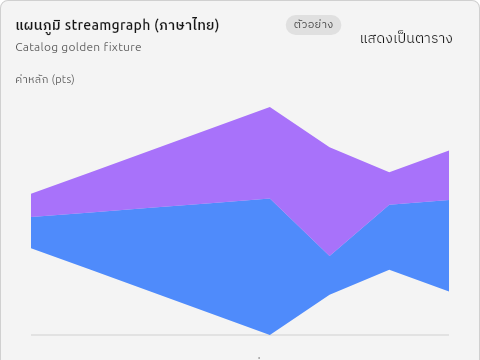 แผนภูมิ streamgraph (ภาษาไทย)
ตัวอย่าง
แสดงเป็นตาราง
Catalog golden fixture
ค่าหลัก (pts)